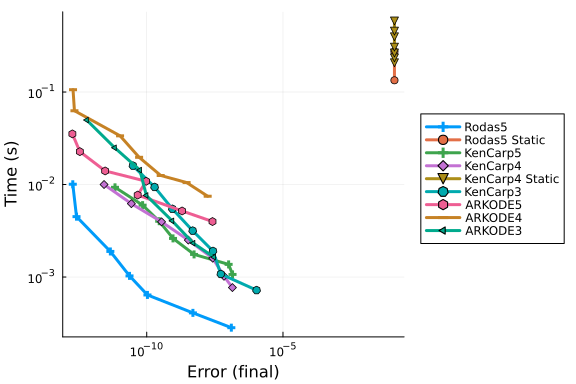 Time (s)
10⁻¹
10⁻²
10⁻³
10⁻¹⁰
10⁻⁵
Error (final)
Rodas5
Rodas5 Static
KenCarp5
KenCarp4
KenCarp4 Static
KenCarp3
ARKODE5
ARKODE4
ARKODE3